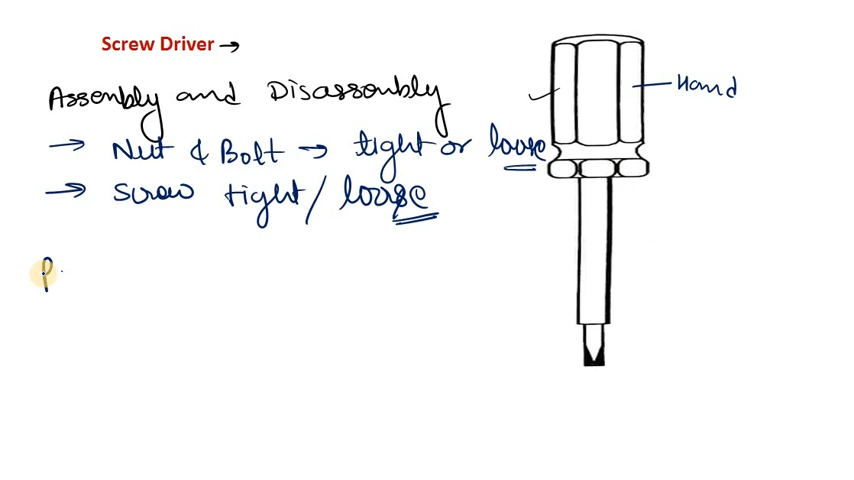 Screw Driver →
Assembly and Disassembly
→ Nut & Bolt → tight or loose
→ Screw tight / loose
Hand
P